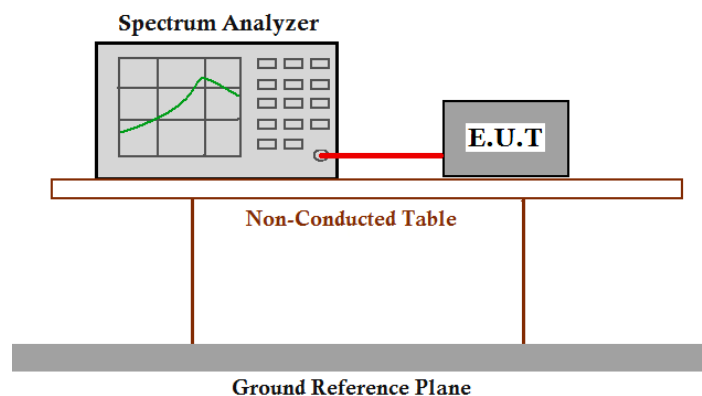 Spectrum Analyzer
E.U.T
Non-Conducted Table
Ground Reference Plane